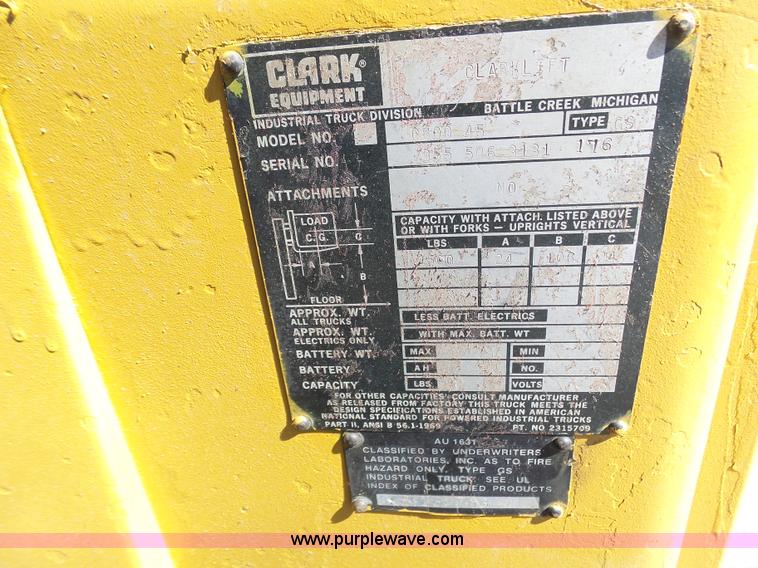 CLARK®
EQUIPMENT
CLARKLIFT
INDUSTRIAL TRUCK DIVISION BATTLE CREEK MICHIGAN
MODEL NO. TYPE GS
SERIAL NO. 176
ATTACHMENTS NO
CAPACITY WITH ATTACH. LISTED ABOVE
OR WITH FORKS — UPRIGHTS VERTICAL
LOAD
C. G. C
B
FLOOR
LBS A B C
24
APPROX. WT.
ALL TRUCKS
LESS BATT. ELECTRICS
APPROX. WT.
ELECTRICS ONLY
WITH MAX. BATT. WT
BATTERY WT. MAX MIN
BATTERY AH NO.
CAPACITY LBS VOLTS
FOR OTHER CAPACITIES CONSULT MANUFACTURER
AS RELEASED FROM FACTORY THIS TRUCK MEETS THE
DESIGN SPECIFICATIONS ESTABLISHED IN AMERICAN
NATIONAL STANDARD FOR POWERED INDUSTRIAL TRUCKS
PART II, ANSI B 56.1-1969 PT. NO 2315709
AU 1631
CLASSIFIED BY UNDERWRITERS
LABORATORIES, INC. AS TO FIRE
HAZARD ONLY. TYPE GS
INDUSTRIAL TRUCK. SEE UL
INDEX OF CLASSIFIED PRODUCTS
www.purplewave.com